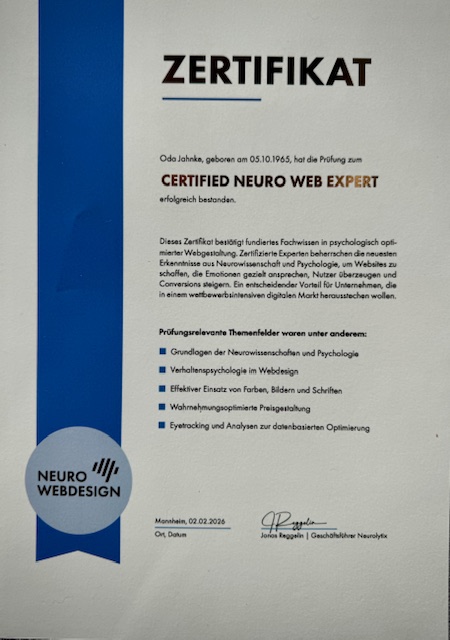 ZERTIFIKAT
Oda Jahnke, geboren am 05.10.1965, hat die Prüfung zum
CERTIFIED NEURO WEB EXPERT
erfolgreich bestanden.
Dieses Zertifikat bestätigt fundiertes Fachwissen in psychologisch opti-
mierter Webgestaltung. Zertifizierte Experten beherrschen die neuesten
Erkenntnisse aus Neurowissenschaft und Psychologie, um Websites zu
schaffen, die Emotionen gezielt ansprechen, Nutzer überzeugen und
Conversions steigern. Ein entscheidender Vorteil für Unternehmen, die
in einem wettbewerbsintensiven digitalen Markt herausstechen wollen.
Prüfungsrelevante Themenfelder waren unter anderem:
Grundlagen der Neurowissenschaften und Psychologie
Verhaltenspsychologie im Webdesign
Effektiver Einsatz von Farben, Bildern und Schriften
Wahrnehmungsoptimierte Preisgestaltung
Eyetracking und Analysen zur datenbasierten Optimierung
NEURO
WEBDESIGN
Mannheim, 02.02.2026
Ort, Datum
J Reggelin
Jonas Reggelin | Geschäftsführer Neurolytix